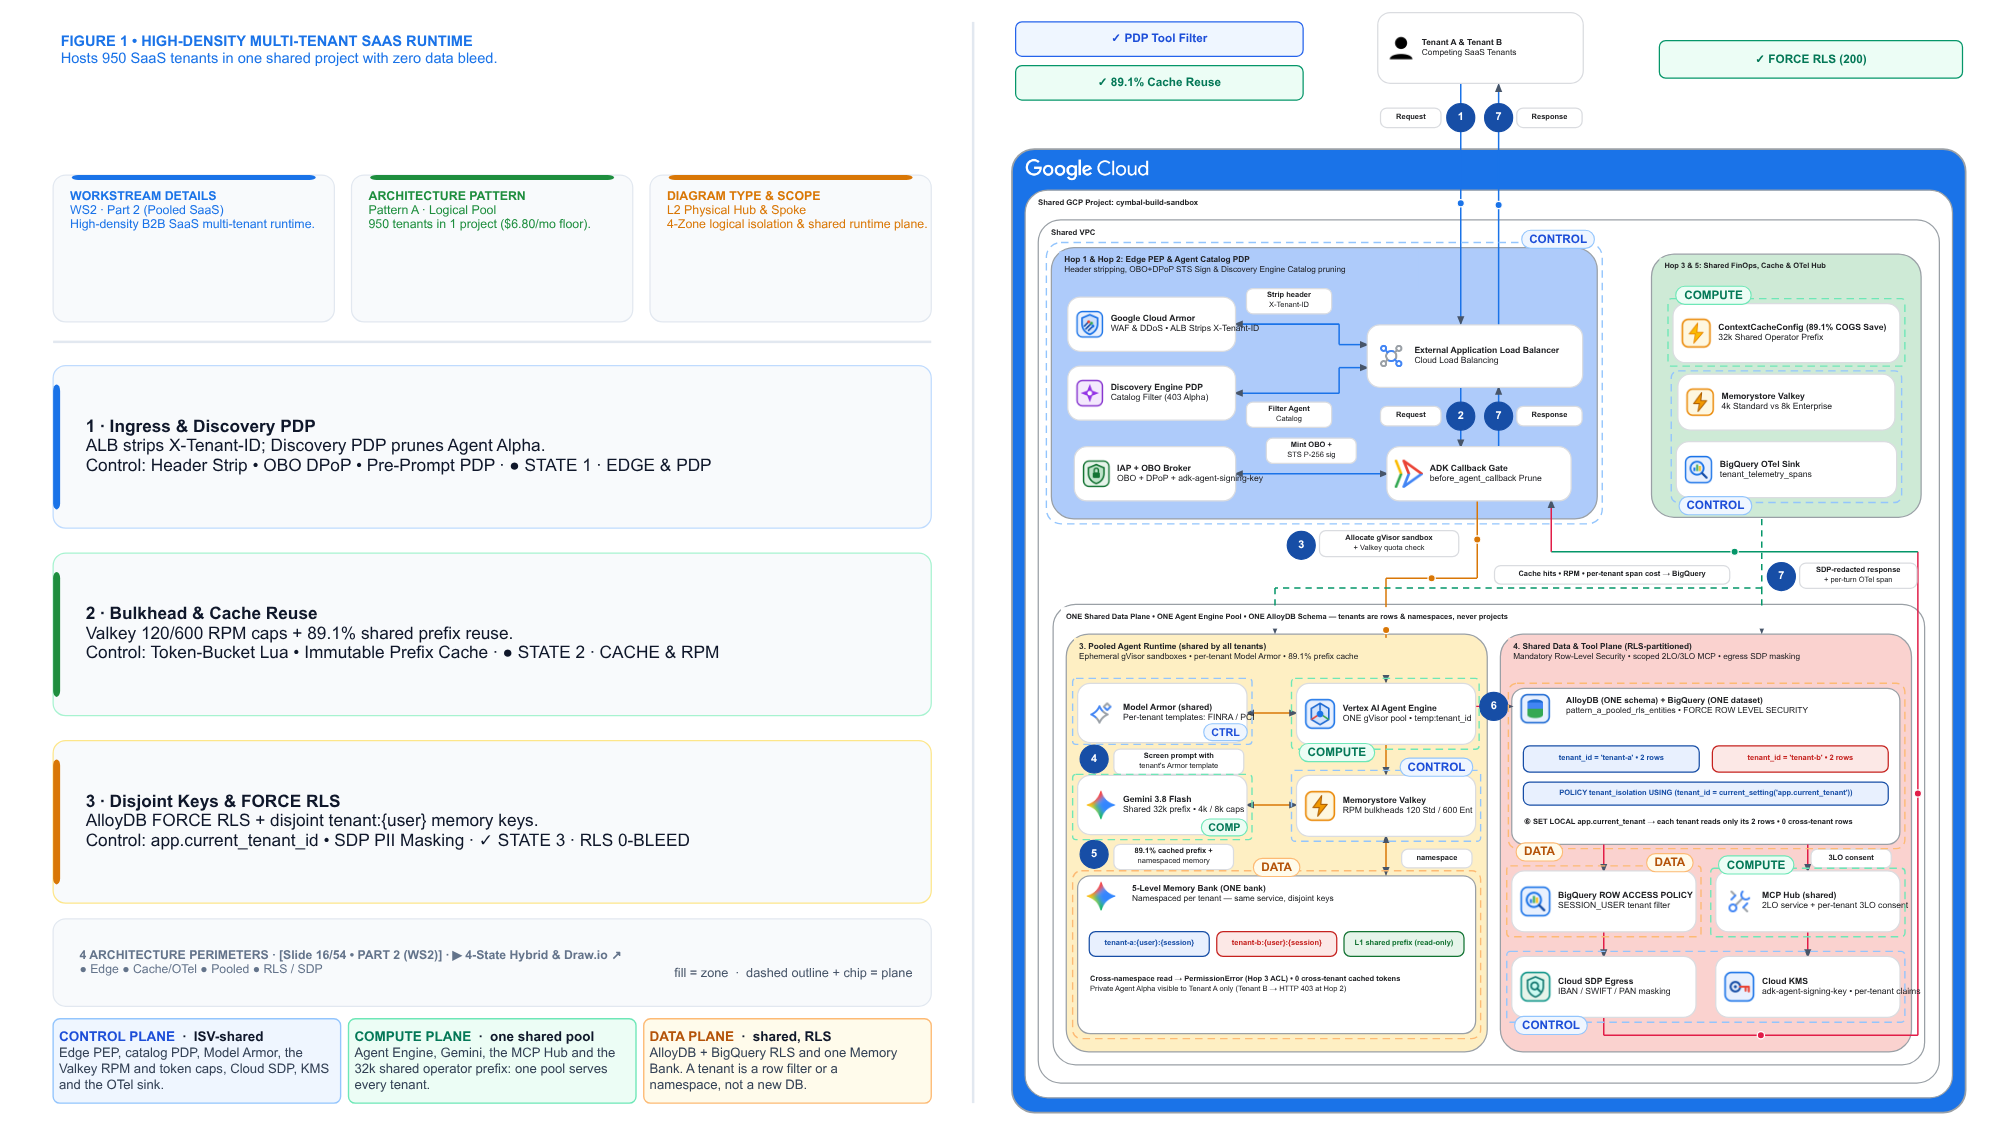 FIGURE 1 • HIGH-DENSITY MULTI-TENANT SAAS RUNTIME
Hosts 950 SaaS tenants in one shared project with zero data bleed.
WORKSTREAM DETAILS
WS2 · Part 2 (Pooled SaaS)
High-density B2B SaaS multi-tenant runtime.
ARCHITECTURE PATTERN
Pattern A · Logical Pool
950 tenants in 1 project ($6.80/mo floor).
DIAGRAM TYPE & SCOPE
L2 Physical Hub & Spoke
4-Zone logical isolation & shared runtime plane.
1 · Ingress & Discovery PDP
ALB strips X-Tenant-ID; Discovery PDP prunes Agent Alpha.
Control: Header Strip • OBO DPoP • Pre-Prompt PDP · ● STATE 1 · EDGE & PDP
2 · Bulkhead & Cache Reuse
Valkey 120/600 RPM caps + 89.1% shared prefix reuse.
Control: Token-Bucket Lua • Immutable Prefix Cache · ● STATE 2 · CACHE & RPM
3 · Disjoint Keys & FORCE RLS
AlloyDB FORCE RLS + disjoint tenant:{user} memory keys.
Control: app.current_tenant_id • SDP PII Masking · ✓ STATE 3 · RLS 0-BLEED
4 ARCHITECTURE PERIMETERS · [Slide 16/54 • PART 2 (WS2)] · ▶ 4-State Hybrid & Draw.io ↗
● Edge ● Cache/OTel ● Pooled ● RLS / SDP
fill = zone · dashed outline + chip = plane
CONTROL PLANE · ISV-shared
Edge PEP, catalog PDP, Model Armor, the
Valkey RPM and token caps, Cloud SDP, KMS
and the OTel sink.
COMPUTE PLANE · one shared pool
Agent Engine, Gemini, the MCP Hub and the
32k shared operator prefix: one pool serves
every tenant.
DATA PLANE · shared, RLS
AlloyDB + BigQuery RLS and one Memory
Bank. A tenant is a row filter or a
namespace, not a new DB.
✓ PDP Tool Filter
✓ 89.1% Cache Reuse
Tenant A & Tenant B
Competing SaaS Tenants
✓ FORCE RLS (200)
Request
1
7
Response
Google Cloud
Shared GCP Project: cymbal-build-sandbox
Shared VPC
CONTROL
Hop 1 & Hop 2: Edge PEP & Agent Catalog PDP
Header stripping, OBO+DPoP STS Sign & Discovery Engine Catalog pruning
Strip header
X-Tenant-ID
Google Cloud Armor
WAF & DDoS • ALB Strips X-Tenant-ID
External Application Load Balancer
Cloud Load Balancing
Discovery Engine PDP
Catalog Filter (403 Alpha)
Filter Agent
Catalog
Request
2
7
Response
Mint OBO +
STS P-256 sig
IAP + OBO Broker
OBO + DPoP + adk-agent-signing-key
ADK Callback Gate
before_agent_callback Prune
Hop 3 & 5: Shared FinOps, Cache & OTel Hub
COMPUTE
ContextCacheConfig (89.1% COGS Save)
32k Shared Operator Prefix
Memorystore Valkey
4k Standard vs 8k Enterprise
BigQuery OTel Sink
tenant_telemetry_spans
CONTROL
3
Allocate gVisor sandbox
+ Valkey quota check
Cache hits • RPM • per-tenant span cost → BigQuery
7
SDP-redacted response
+ per-turn OTel span
ONE Shared Data Plane • ONE Agent Engine Pool • ONE AlloyDB Schema — tenants are rows & namespaces, never projects
3. Pooled Agent Runtime (shared by all tenants)
Ephemeral gVisor sandboxes • per-tenant Model Armor • 89.1% prefix cache
Model Armor (shared)
Per-tenant templates: FINRA / PCI
CTRL
Vertex AI Agent Engine
ONE gVisor pool • temp:tenant_id
COMPUTE
4
Screen prompt with
tenant's Armor template
CONTROL
Gemini 3.8 Flash
Shared 32k prefix • 4k / 8k caps
COMP
Memorystore Valkey
RPM bulkheads 120 Std / 600 Ent
5
89.1% cached prefix +
namespaced memory
namespace
DATA
5-Level Memory Bank (ONE bank)
Namespaced per tenant — same service, disjoint keys
tenant-a:{user}:{session}
tenant-b:{user}:{session}
L1 shared prefix (read-only)
Cross-namespace read → PermissionError (Hop 3 ACL) • 0 cross-tenant cached tokens
Private Agent Alpha visible to Tenant A only (Tenant B → HTTP 403 at Hop 2)
4. Shared Data & Tool Plane (RLS-partitioned)
Mandatory Row-Level Security • scoped 2LO/3LO MCP • egress SDP masking
6
AlloyDB (ONE schema) + BigQuery (ONE dataset)
pattern_a_pooled_rls_entities • FORCE ROW LEVEL SECURITY
tenant_id = 'tenant-a' • 2 rows
tenant_id = 'tenant-b' • 2 rows
POLICY tenant_isolation USING (tenant_id = current_setting('app.current_tenant'))
⑥ SET LOCAL app.current_tenant → each tenant reads only its 2 rows • 0 cross-tenant rows
DATA
DATA
COMPUTE
3LO consent
BigQuery ROW ACCESS POLICY
SESSION_USER tenant filter
MCP Hub (shared)
2LO service + per-tenant 3LO consent
Cloud SDP Egress
IBAN / SWIFT / PAN masking
Cloud KMS
adk-agent-signing-key • per-tenant claims
CONTROL